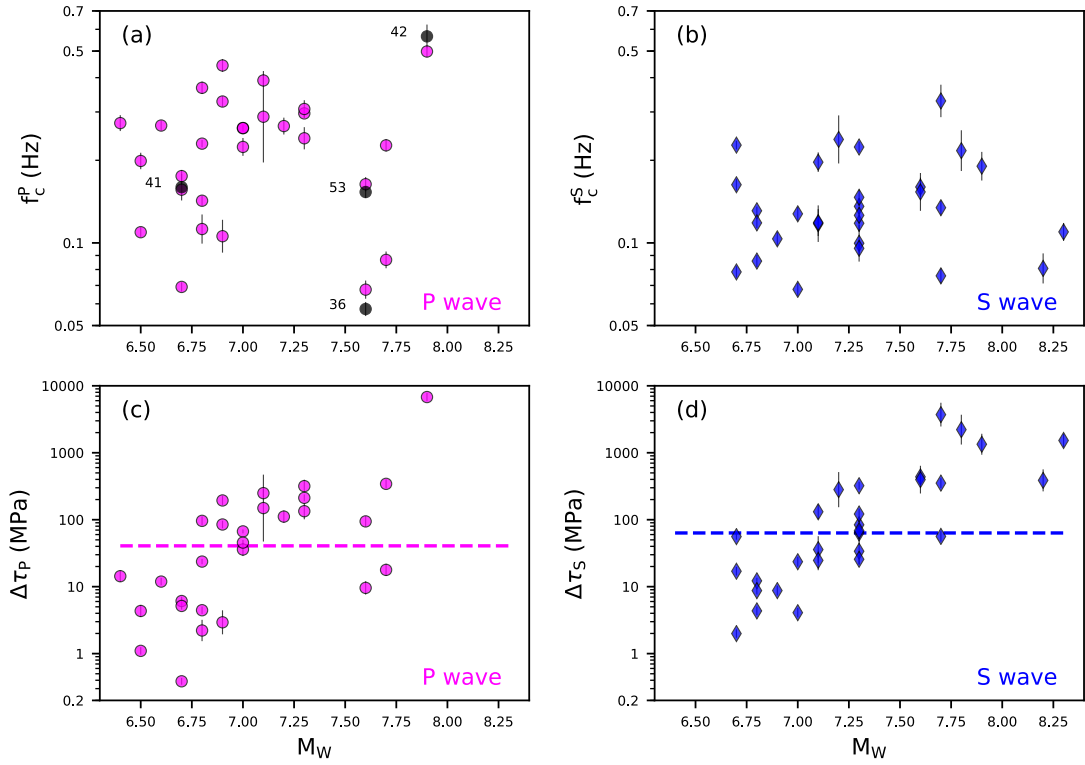 (a)
0.7
0.5
0.1
0.05
f_c^P (Hz)
42
41
53
36
P wave
6.50 6.75 7.00 7.25 7.50 7.75 8.00 8.25
(b)
0.7
0.5
0.1
0.05
f_c^S (Hz)
S wave
6.50 6.75 7.00 7.25 7.50 7.75 8.00 8.25
(c)
10000
1000
100
10
1
0.2
Δτ_P (MPa)
P wave
6.50 6.75 7.00 7.25 7.50 7.75 8.00 8.25
M_W
(d)
10000
1000
100
10
1
0.2
Δτ_S (MPa)
S wave
6.50 6.75 7.00 7.25 7.50 7.75 8.00 8.25
M_W